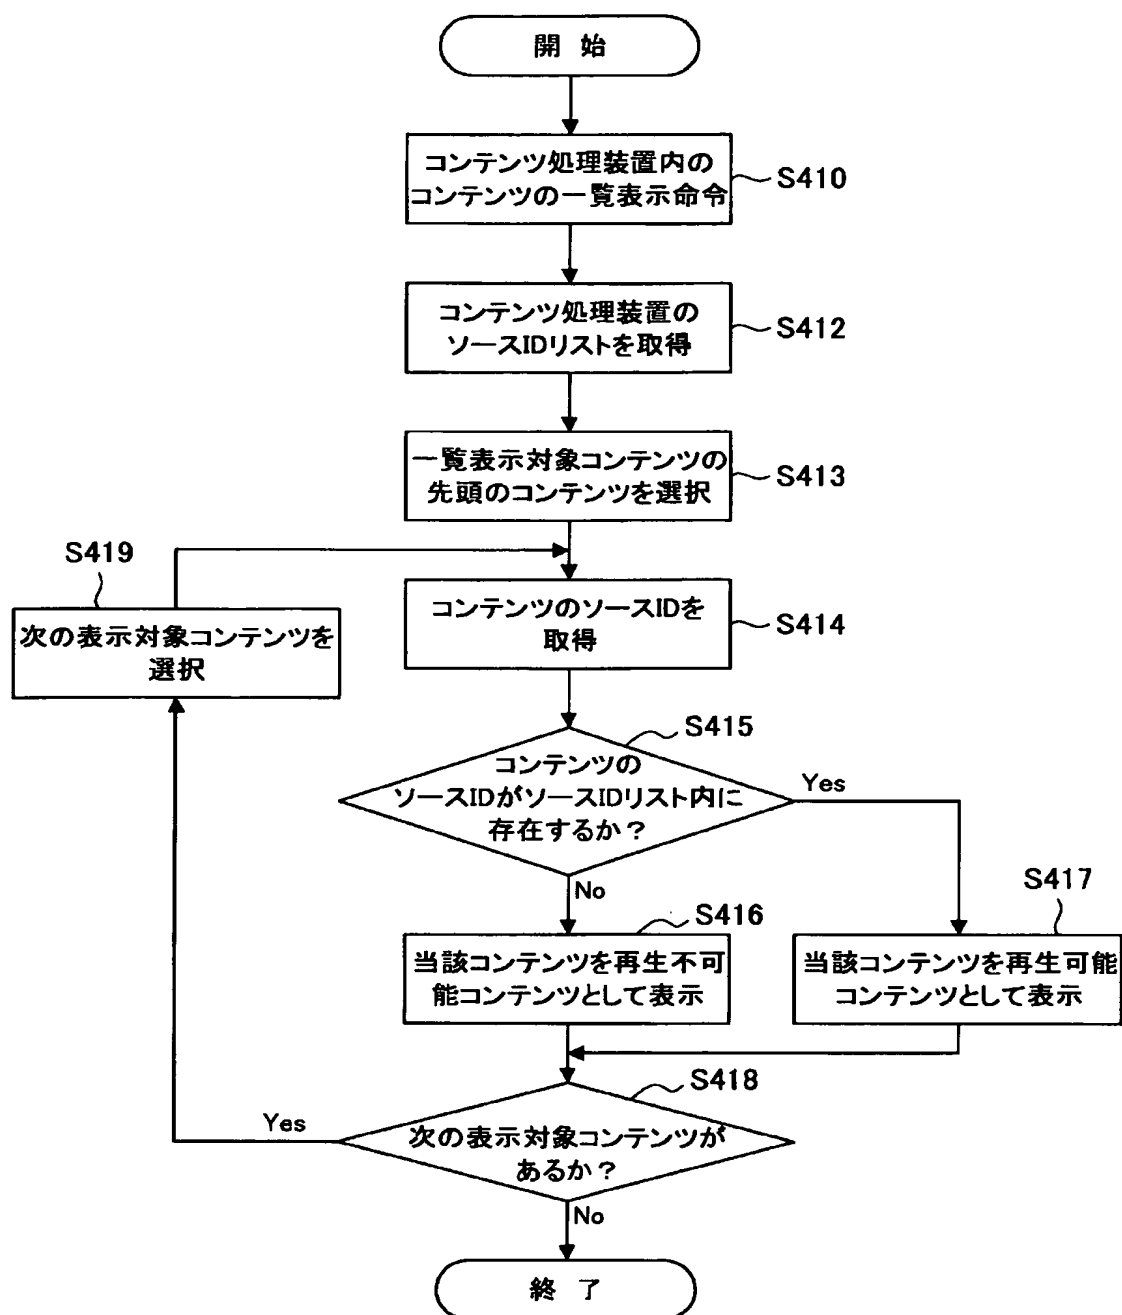 開 始
コンテンツ処理装置内の
コンテンツの一覧表示命令
S410
コンテンツ処理装置の
ソースIDリストを取得
S412
一覧表示対象コンテンツの
先頭のコンテンツを選択
S413
S419
次の表示対象コンテンツを
選択
コンテンツのソースIDを
取得
S414
S415
コンテンツの
ソースIDがソースIDリスト内に
存在するか？
Yes
No
S416
当該コンテンツを再生不可
能コンテンツとして表示
S417
当該コンテンツを再生可能
コンテンツとして表示
S418
次の表示対象コンテンツが
あるか？
Yes
No
終 了